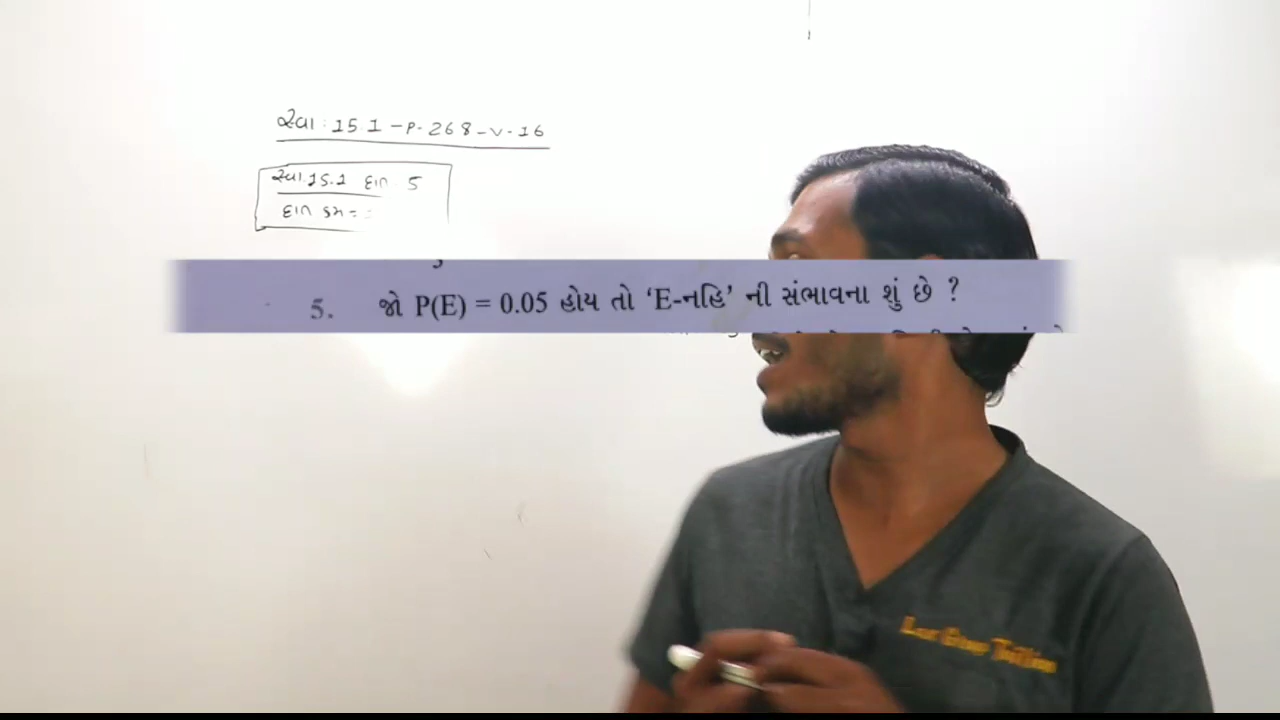 સ્વા: 15.1 - P- 268 - V - 16
સ્વા. 15.1 દાખ. 5
5. જો P(E) = 0.05 હોય તો ‘E-નહિ’ ની સંભાવના શું છે ?